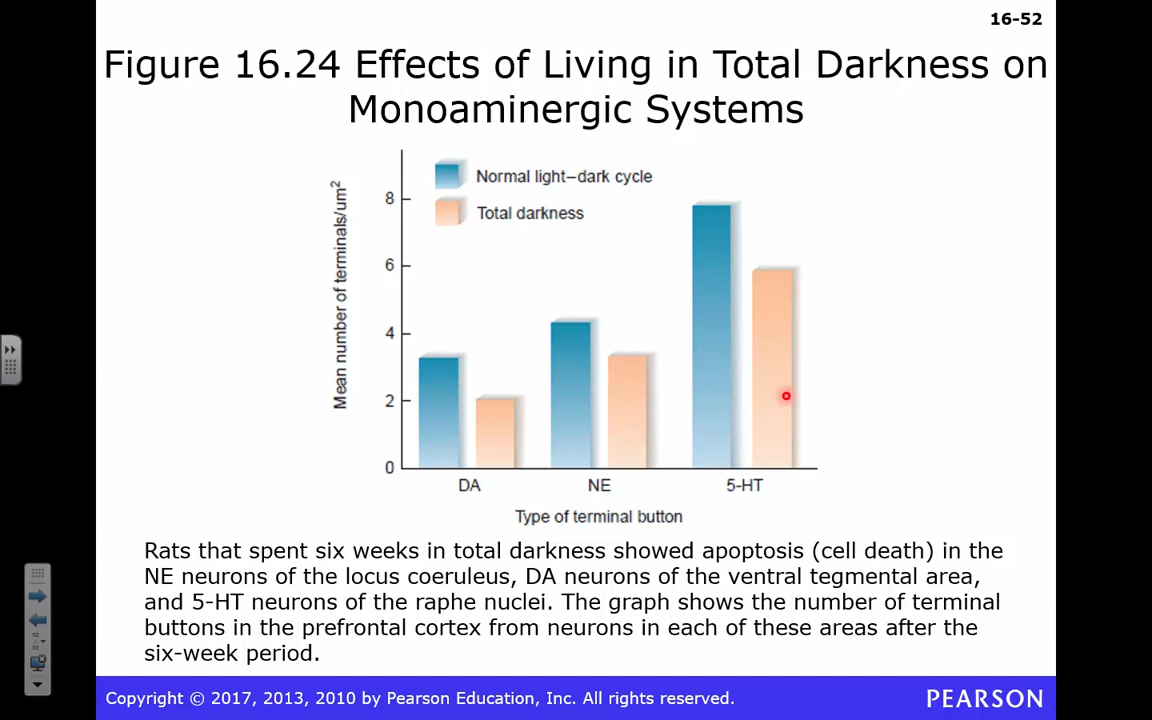 16-52
Figure 16.24 Effects of Living in Total Darkness on
Monoaminergic Systems
Normal light–dark cycle
Total darkness
Mean number of terminals/um²
8
6
4
2
0
DA NE 5-HT
Type of terminal button
Rats that spent six weeks in total darkness showed apoptosis (cell death) in the
NE neurons of the locus coeruleus, DA neurons of the ventral tegmental area,
and 5-HT neurons of the raphe nuclei. The graph shows the number of terminal
buttons in the prefrontal cortex from neurons in each of these areas after the
six-week period.
Copyright © 2017, 2013, 2010 by Pearson Education, Inc. All rights reserved.
PEARSON